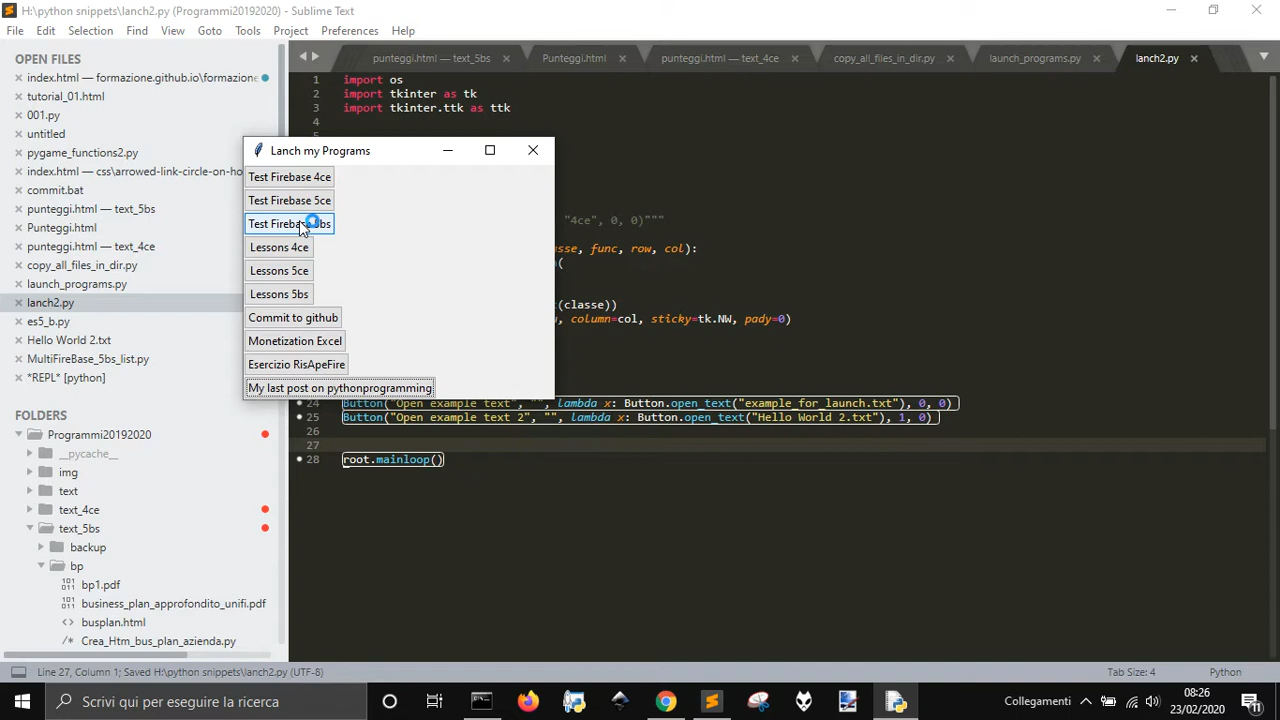 H:\python snippets\lanch2.py (Programmi20192020) - Sublime Text
File Edit Selection Find View Goto Tools Project Preferences Help
OPEN FILES
index.html — formazione.github.io\formazione
tutorial_01.html
001.py
untitled
pygame_functions2.py
index.html — css\arrowed-link-circle-on-ho
commit.bat
punteggi.html — text_5bs
Punteggi.html
punteggi.html — text_4ce
copy_all_files_in_dir.py
launch_programs.py
lanch2.py
es5_b.py
Hello World 2.txt
MultiFireBase_5bs_list.py
*REPL* [python]
FOLDERS
Programmi20192020
__pycache__
img
text
text_4ce
text_5bs
backup
bp
bp1.pdf
business_plan_approfondito_unifi.pdf
busplan.html
/* Crea_Htm_bus_plan_azienda.py
punteggi.html — text_5bs
Punteggi.html
punteggi.html — text_4ce
copy_all_files_in_dir.py
launch_programs.py
lanch2.py
1 import os
2 import tkinter as tk
3 import tkinter.ttk as ttk
4
5
"4ce", 0, 0)"""
sse, func, row, col):
(
(classe))
, column=col, sticky=tk.NW, pady=0)
24 Button("Open example text", "", lambda x: Button.open_text("example_for_launch.txt"), 0, 0)
25 Button("Open example text 2", "", lambda x: Button.open_text("Hello World 2.txt"), 1, 0)
26
27
28 root.mainloop()
Lanch my Programs
Test Firebase 4ce
Test Firebase 5ce
Test Fireba bs
Lessons 4ce
Lessons 5ce
Lessons 5bs
Commit to github
Monetization Excel
Esercizio RisApeFire
My last post on pythonprogramming
Line 27, Column 1; Saved H:\python snippets\lanch2.py (UTF-8)
Tab Size: 4
Python
Scrivi qui per eseguire la ricerca
Collegamenti
08:26
23/02/2020
11